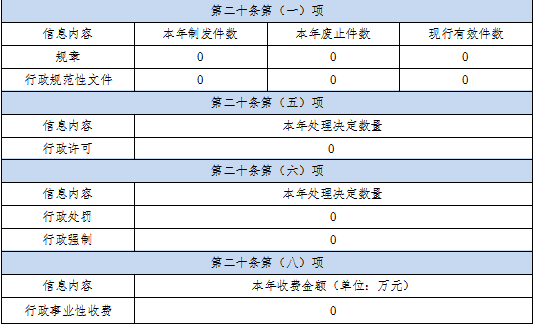 第二十条第（一）项
信息内容 本年制发件数 本年废止件数 现行有效件数
规章 0 0 0
行政规范性文件 0 0 0
第二十条第（五）项
信息内容 本年处理决定数量
行政许可 0
第二十条第（六）项
信息内容 本年处理决定数量
行政处罚 0
行政强制 0
第二十条第（八）项
信息内容 本年收费金额（单位：万元）
行政事业性收费 0